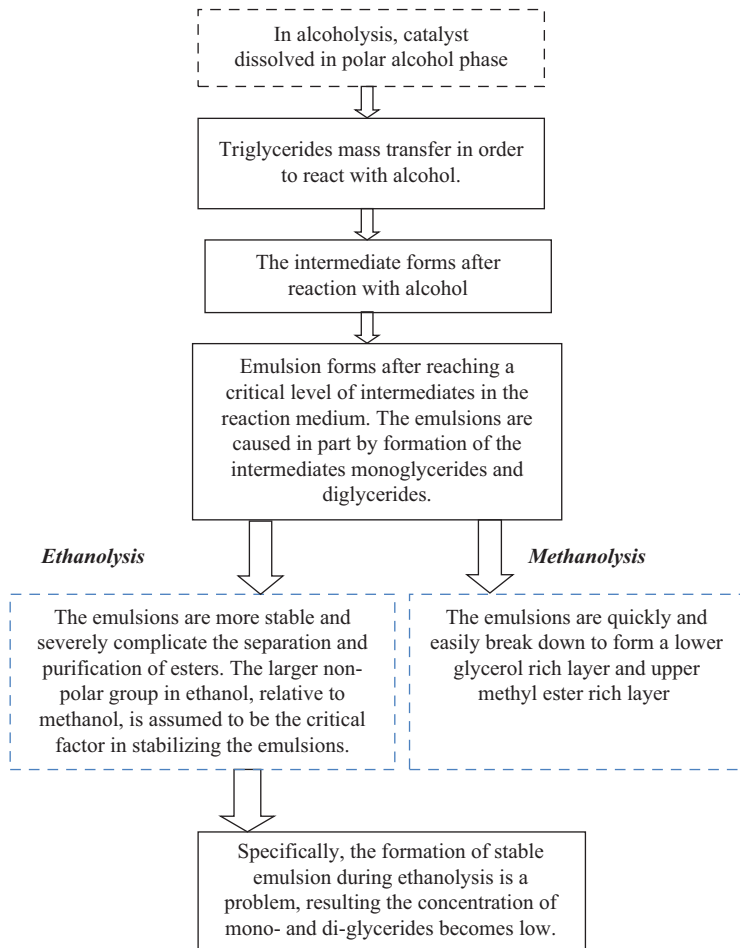 In alcoholysis, catalyst
dissolved in polar alcohol phase
Triglycerides mass transfer in order
to react with alcohol.
The intermediate forms after
reaction with alcohol
Emulsion forms after reaching a
critical level of intermediates in the
reaction medium. The emulsions are
caused in part by formation of the
intermediates monoglycerides and
diglycerides.
Ethanolysis
Methanolysis
The emulsions are more stable and
severely complicate the separation and
purification of esters. The larger non-
polar group in ethanol, relative to
methanol, is assumed to be the critical
factor in stabilizing the emulsions.
The emulsions are quickly and
easily break down to form a lower
glycerol rich layer and upper
methyl ester rich layer
Specifically, the formation of stable
emulsion during ethanolysis is a
problem, resulting the concentration of
mono- and di-glycerides becomes low.